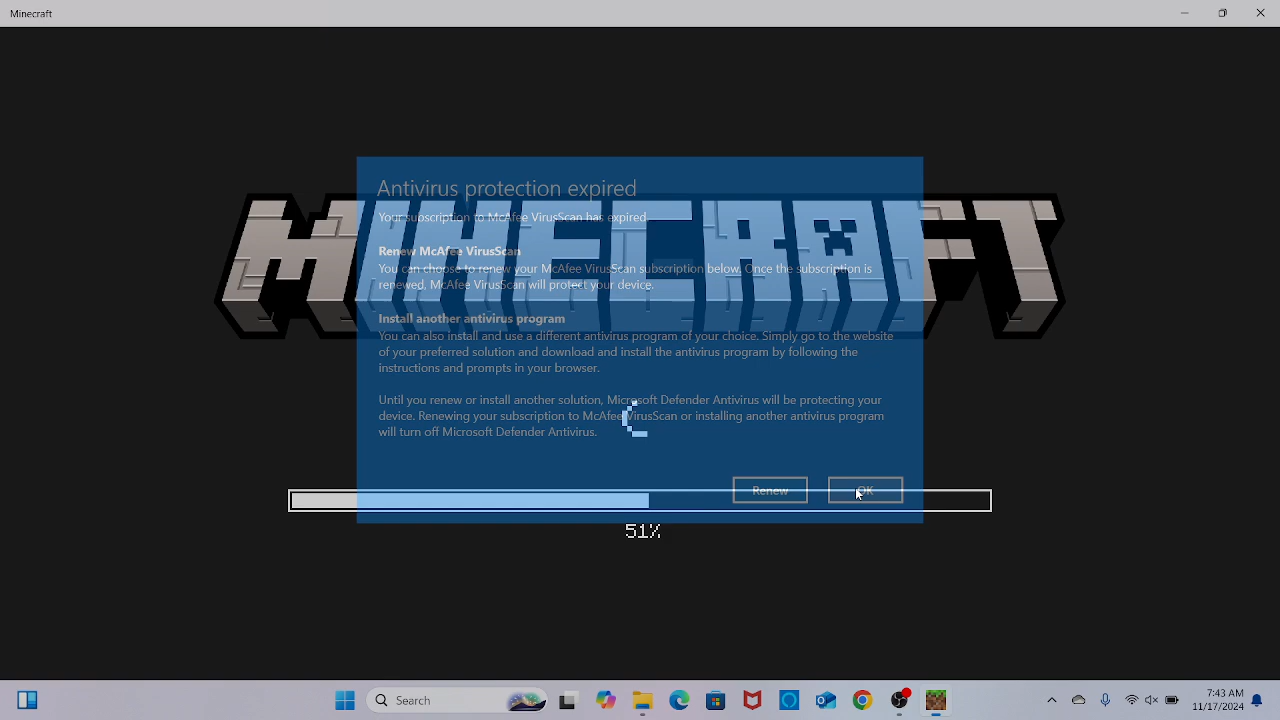 Minecraft
MINECRAFT
Antivirus protection expired
Your subscription to McAfee VirusScan has expired.
Renew McAfee VirusScan
You can choose to renew your McAfee VirusScan subscription below. Once the subscription is
renewed, McAfee VirusScan will protect your device.
Install another antivirus program
You can also install and use a different antivirus program of your choice. Simply go to the website
of your preferred solution and download and install the antivirus program by following the
instructions and prompts in your browser.
Until you renew or install another solution, Microsoft Defender Antivirus will be protecting your
device. Renewing your subscription to McAfee VirusScan or installing another antivirus program
will turn off Microsoft Defender Antivirus.
Renew
OK
51%
Search
7:43 AM
11/17/2024